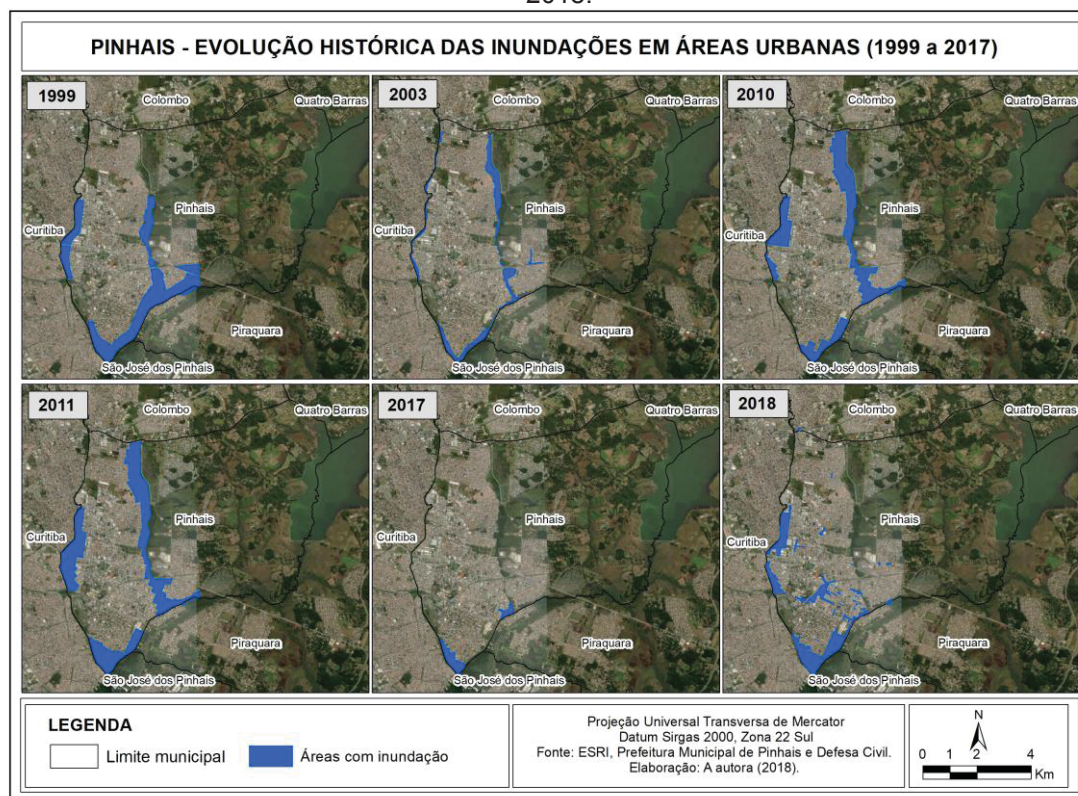 2018.
PINHAIS - EVOLUÇÃO HISTÓRICA DAS INUNDAÇÕES EM ÁREAS URBANAS (1999 a 2017)
1999
Colombo
Quatro Barras
Pinhais
Curitiba
Piraquara
São José dos Pinhais
2003
Colombo
Quatro Barras
Pinhais
Curitiba
Piraquara
São José dos Pinhais
2010
Colombo
Quatro Barras
Pinhais
Curitiba
Piraquara
São José dos Pinhais
2011
Colombo
Quatro Barras
Pinhais
Curitiba
Piraquara
São José dos Pinhais
2017
Colombo
Quatro Barras
Pinhais
Curitiba
Piraquara
São José dos Pinhais
2018
Colombo
Quatro Barras
Pinhais
Curitiba
Piraquara
São José dos Pinhais
LEGENDA
Limite municipal
Áreas com inundação
Projeção Universal Transversa de Mercator
Datum Sirgas 2000, Zona 22 Sul
Fonte: ESRI, Prefeitura Municipal de Pinhais e Defesa Civil.
Elaboração: A autora (2018).
N
0 1 2 4
Km